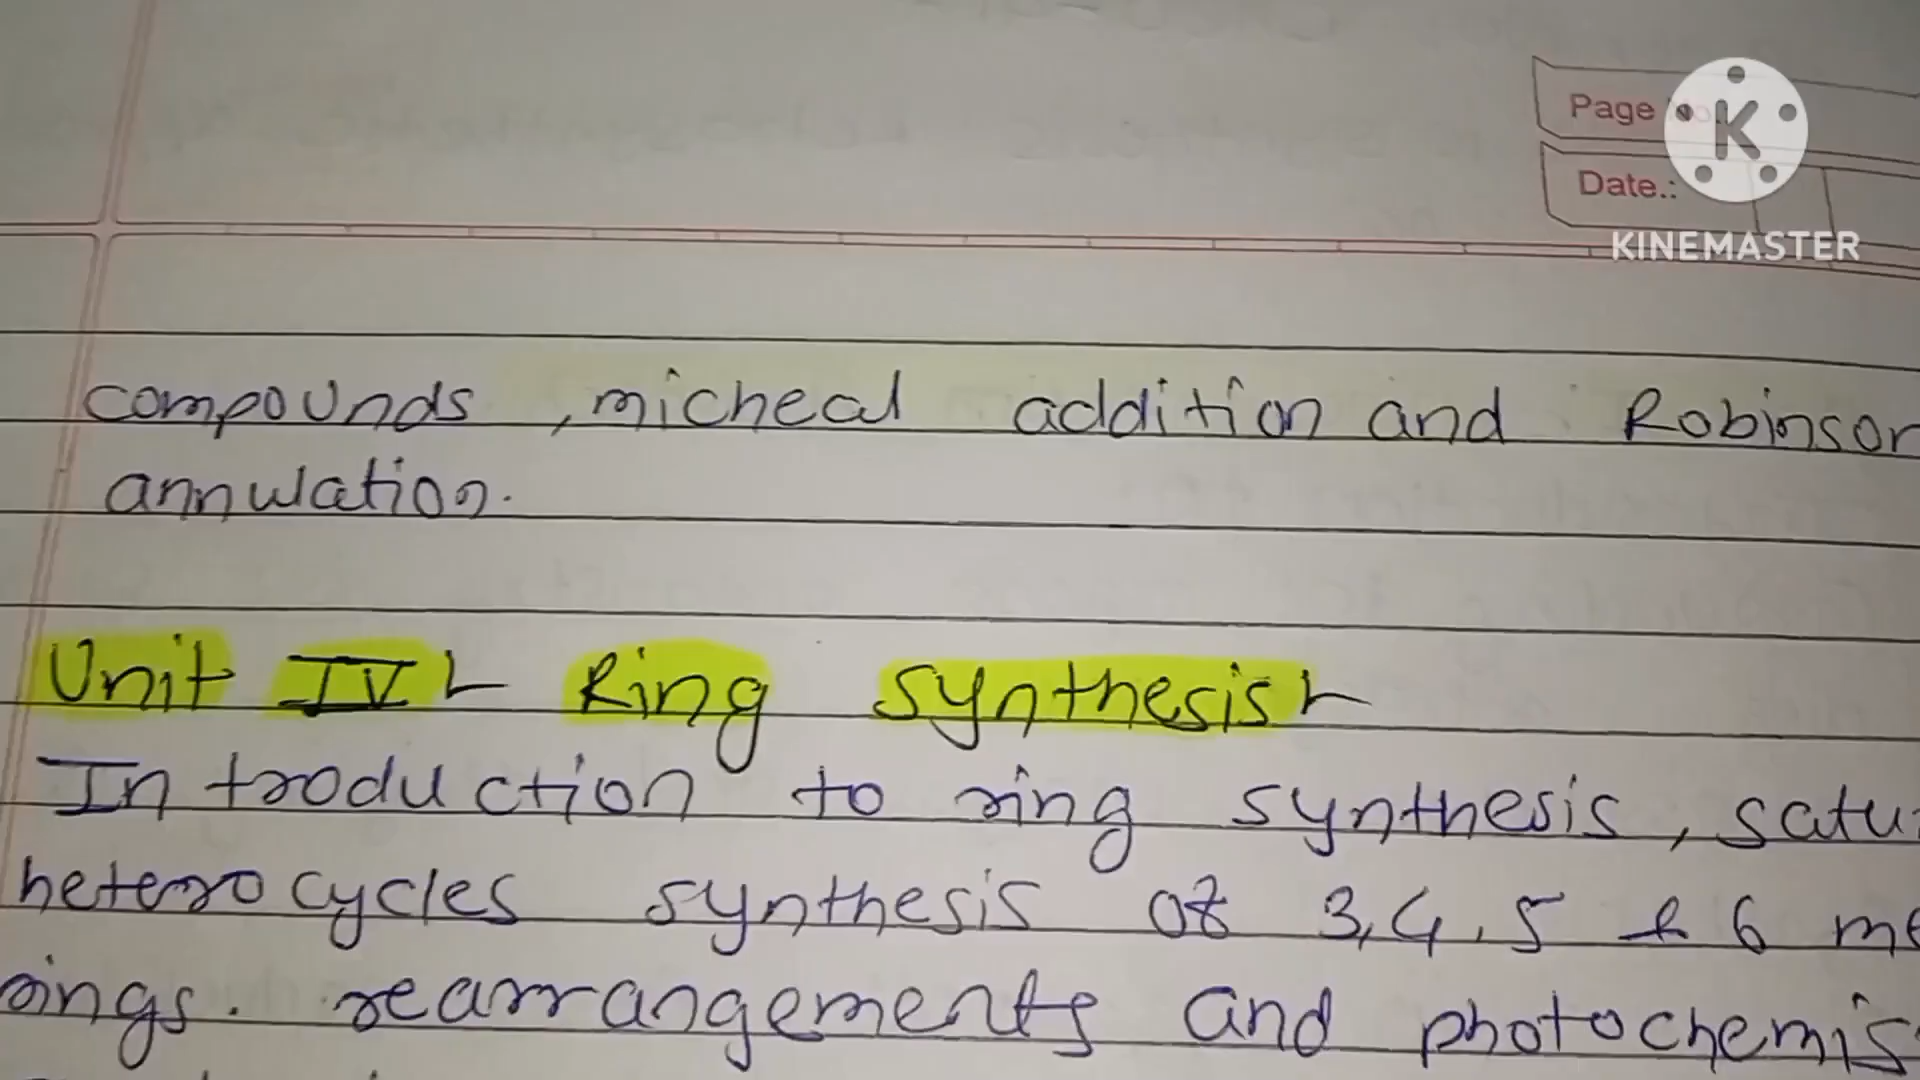 Page
Date.:
KINEMASTER
compounds, micheal addition and Robinson
annulation.
Unit IV :- Ring synthesis :-
Introduction to ring synthesis, satu
heterocycles synthesis of 3,4,5 & 6 me
rings. rearrangements and photochemis